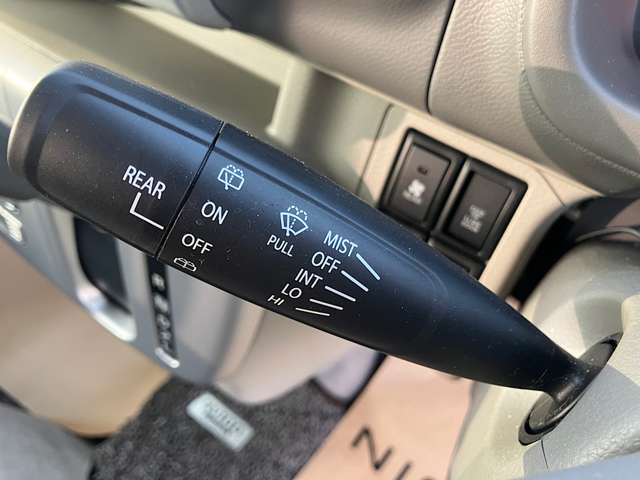 REAR
ON
OFF
PULL
MIST
OFF
INT
LO
HI